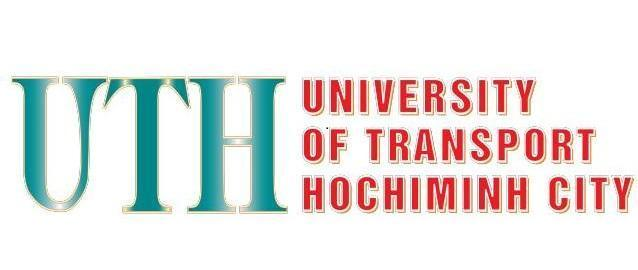 UTH
UNIVERSITY
OF TRANSPORT
HOCHIMINH CITY